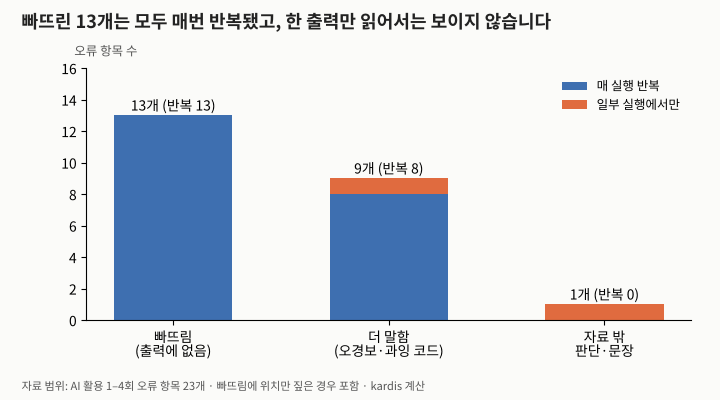 빠뜨린 13개는 모두 매번 반복됐고, 한 출력만 읽어서는 보이지 않습니다
오류 항목 수
16
14
12
10
8
6
4
2
0
매 실행 반복
일부 실행에서만
13개 (반복 13)
9개 (반복 8)
1개 (반복 0)
빠뜨림
(출력에 없음)
더 말함
(오경보·과잉 코드)
자료 밖
판단·문장
자료 범위: AI 활용 1–4회 오류 항목 23개 · 빠뜨림에 위치만 짚은 경우 포함 · kardis 계산